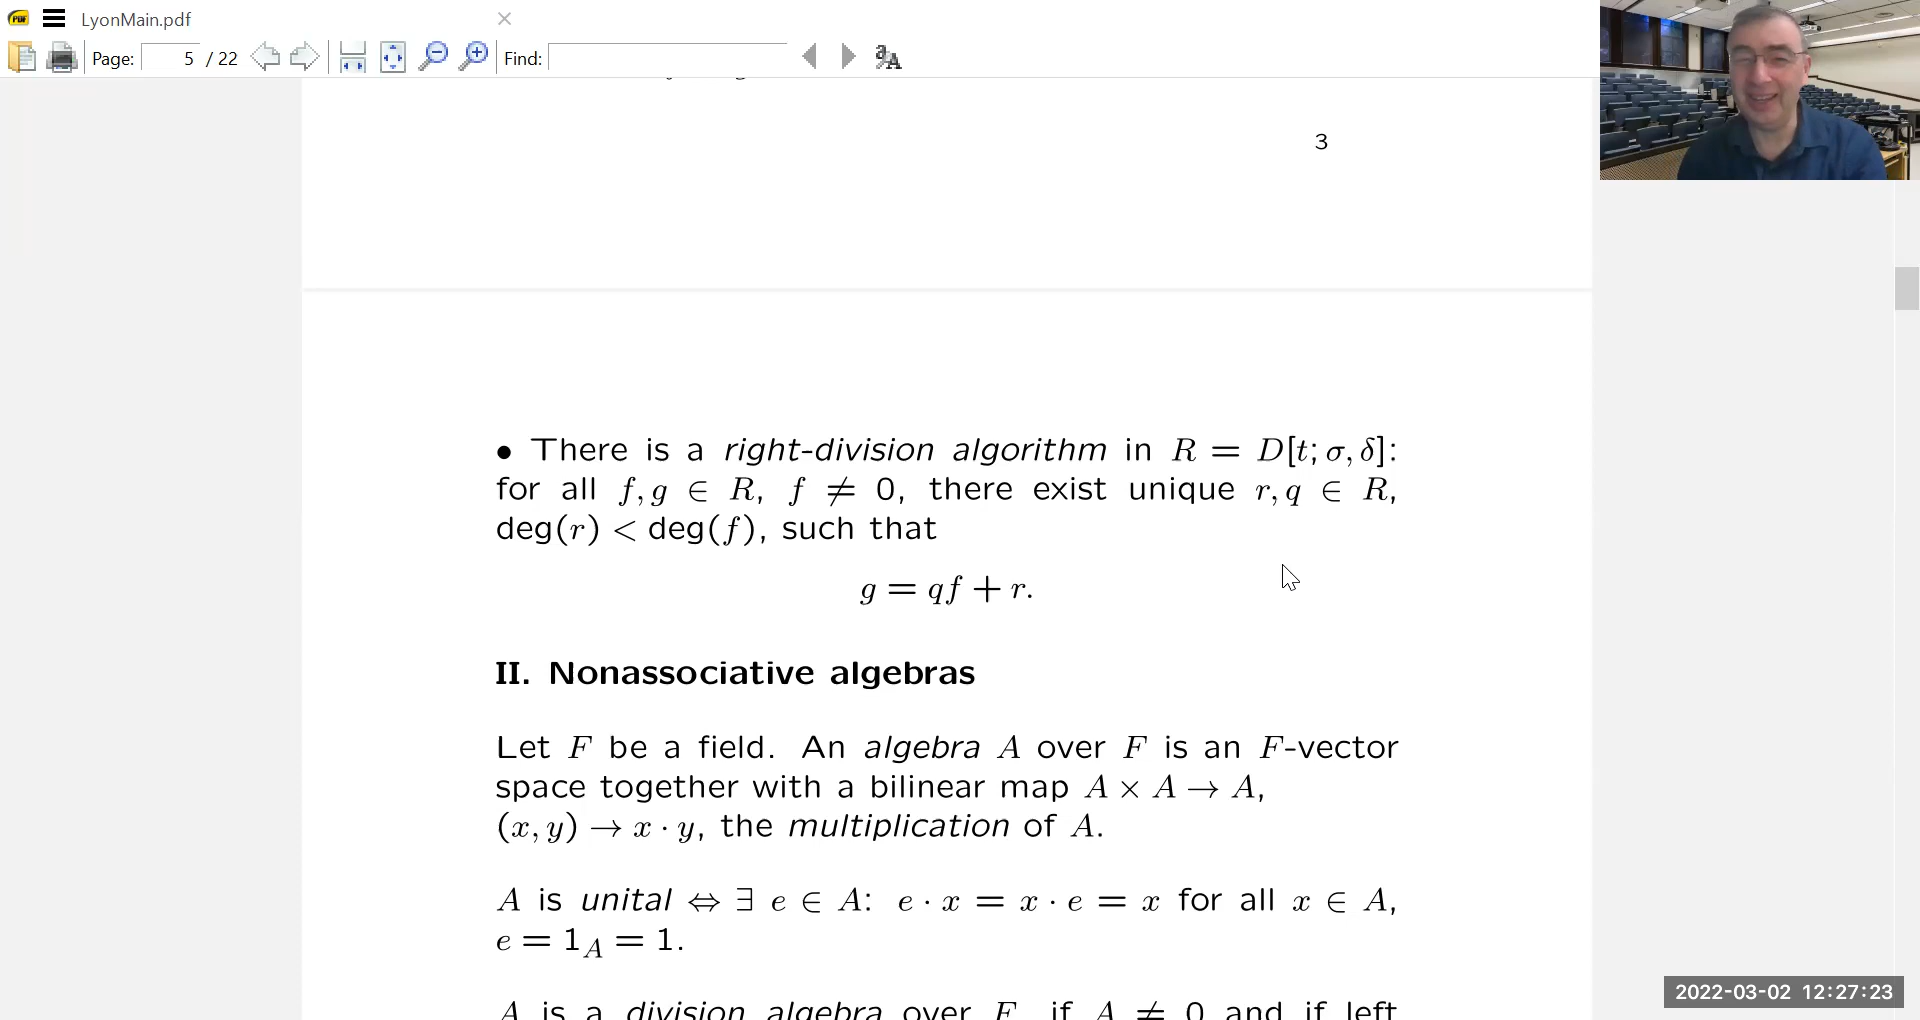 LyonMain.pdf
Page: 5 / 22 Find:
3
• There is a right-division algorithm in R = D[t; σ, δ]:
for all f, g ∈ R, f ≠ 0, there exist unique r, q ∈ R,
deg(r) < deg(f), such that
g = qf + r.
II. Nonassociative algebras
Let F be a field. An algebra A over F is an F-vector
space together with a bilinear map A × A → A,
(x, y) → x · y, the multiplication of A.
A is unital ⇔ ∃ e ∈ A: e · x = x · e = x for all x ∈ A,
e = 1_A = 1.
A is a division algebra over F if A ≠ 0 and if left
2022-03-02 12:27:23